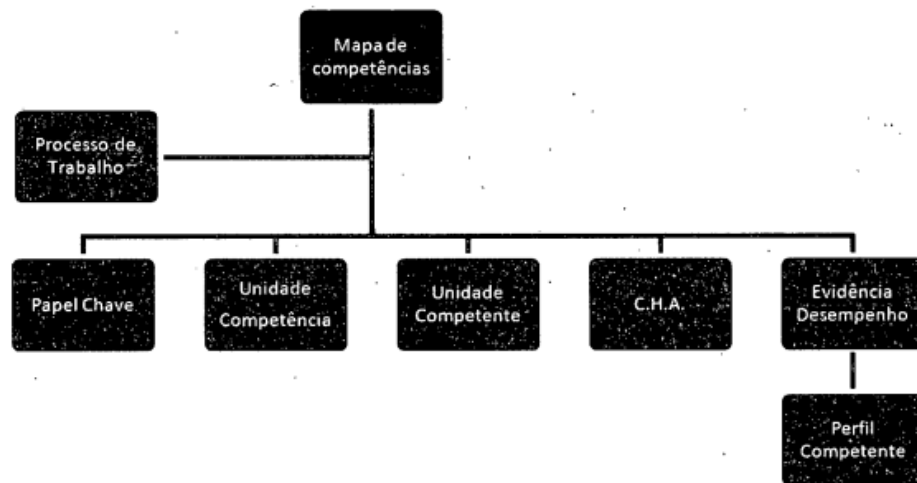 Mapa de
competências
Processo de
Trabalho
Papel Chave
Unidade
Competência
Unidade
Competente
C.H.A.
Evidência
Desempenho
Perfil
Competente